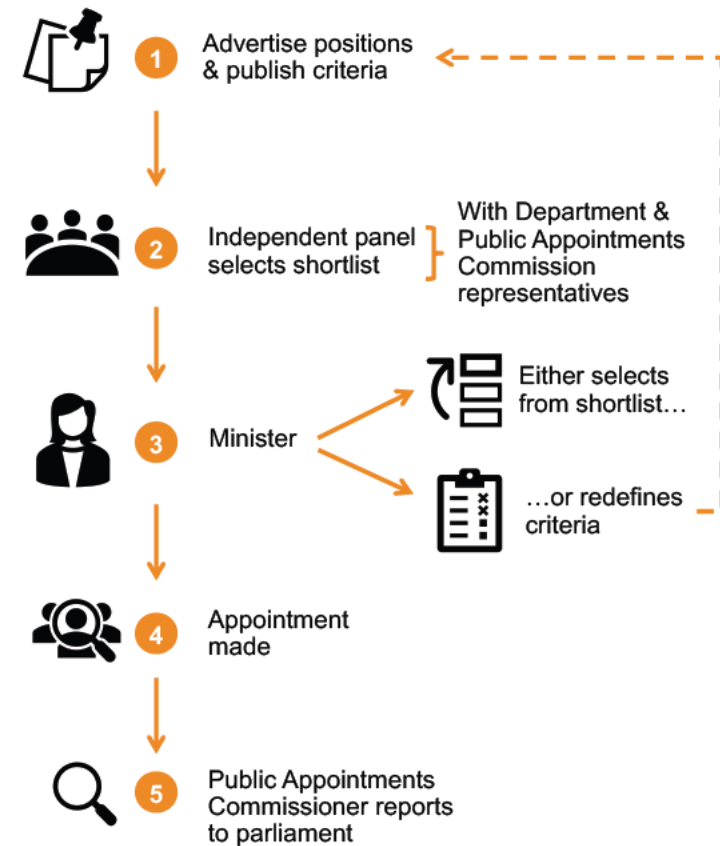 1
Advertise positions
& publish criteria
2
Independent panel
selects shortlist
With Department &
Public Appointments
Commission
representatives
3
Minister
Either selects
from shortlist…
…or redefines
criteria
4
Appointment
made
5
Public Appointments
Commissioner reports
to parliament